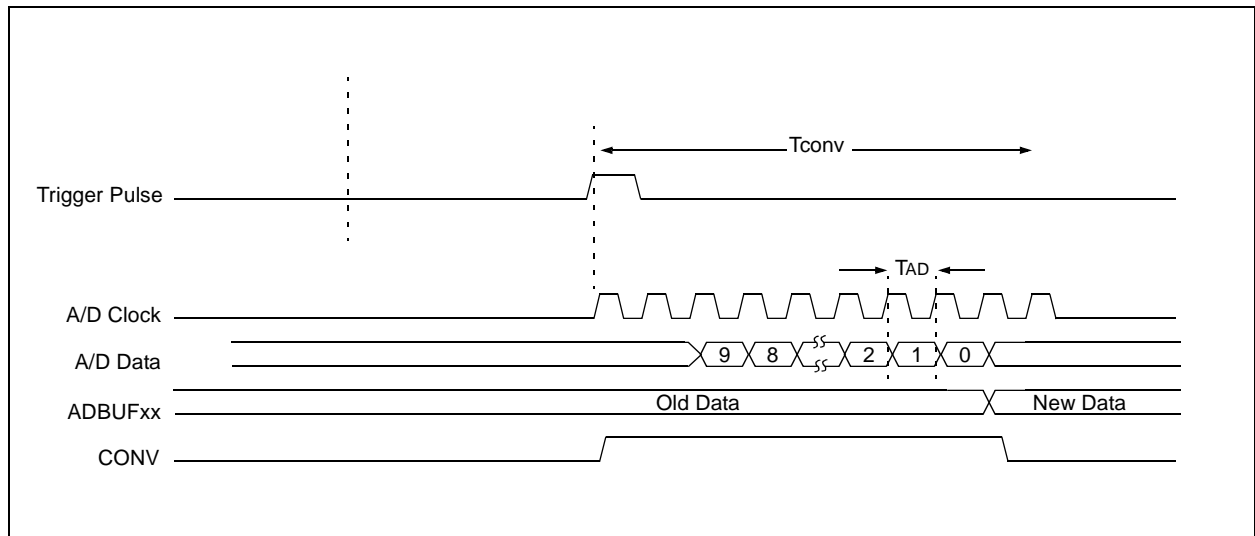 Tconv
Trigger Pulse
TAD
A/D Clock
A/D Data 9 8 2 1 0
ADBUFxx Old Data New Data
CONV